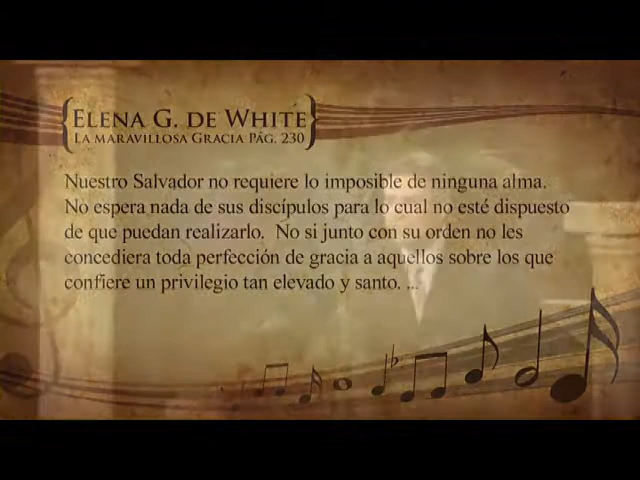 {ELENA G. DE WHITE}
LA MARAVILLOSA GRACIA PÁG. 230
Nuestro Salvador no requiere lo imposible de ninguna alma.
No espera nada de sus discípulos para lo cual no esté dispuesto
de que puedan realizarlo. No si junto con su orden no les
concediera toda perfección de gracia a aquellos sobre los que
confiere un privilegio tan elevado y santo. ...